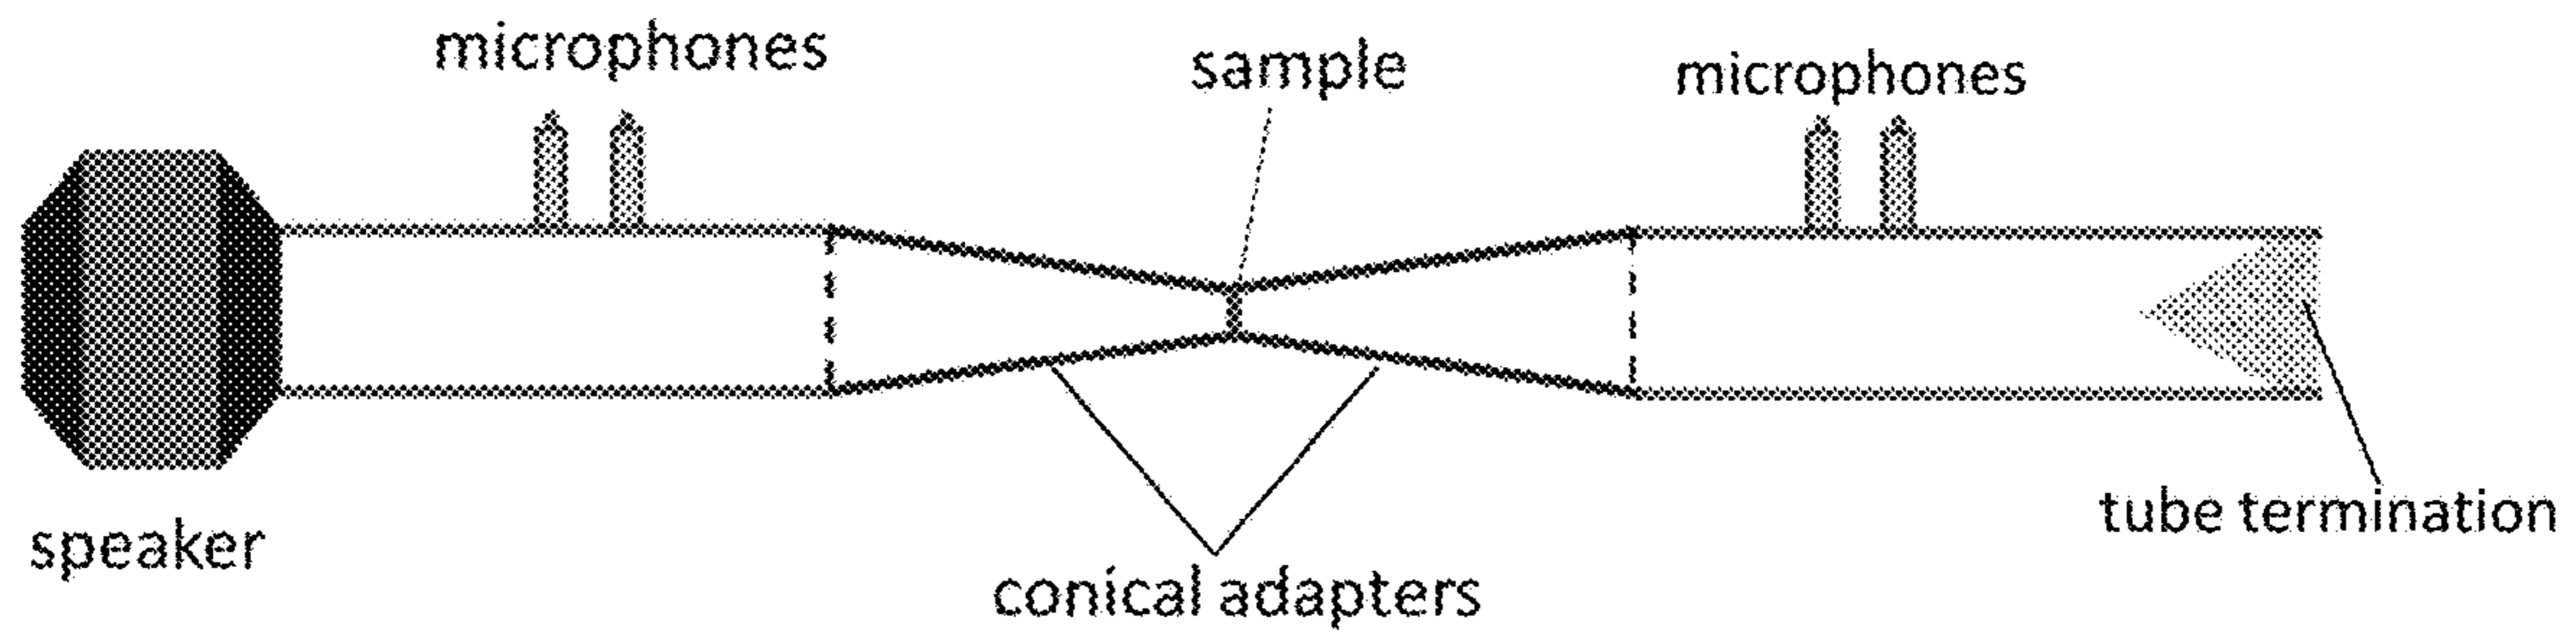 microphones
sample
microphones
speaker
conical adapters
tube termination